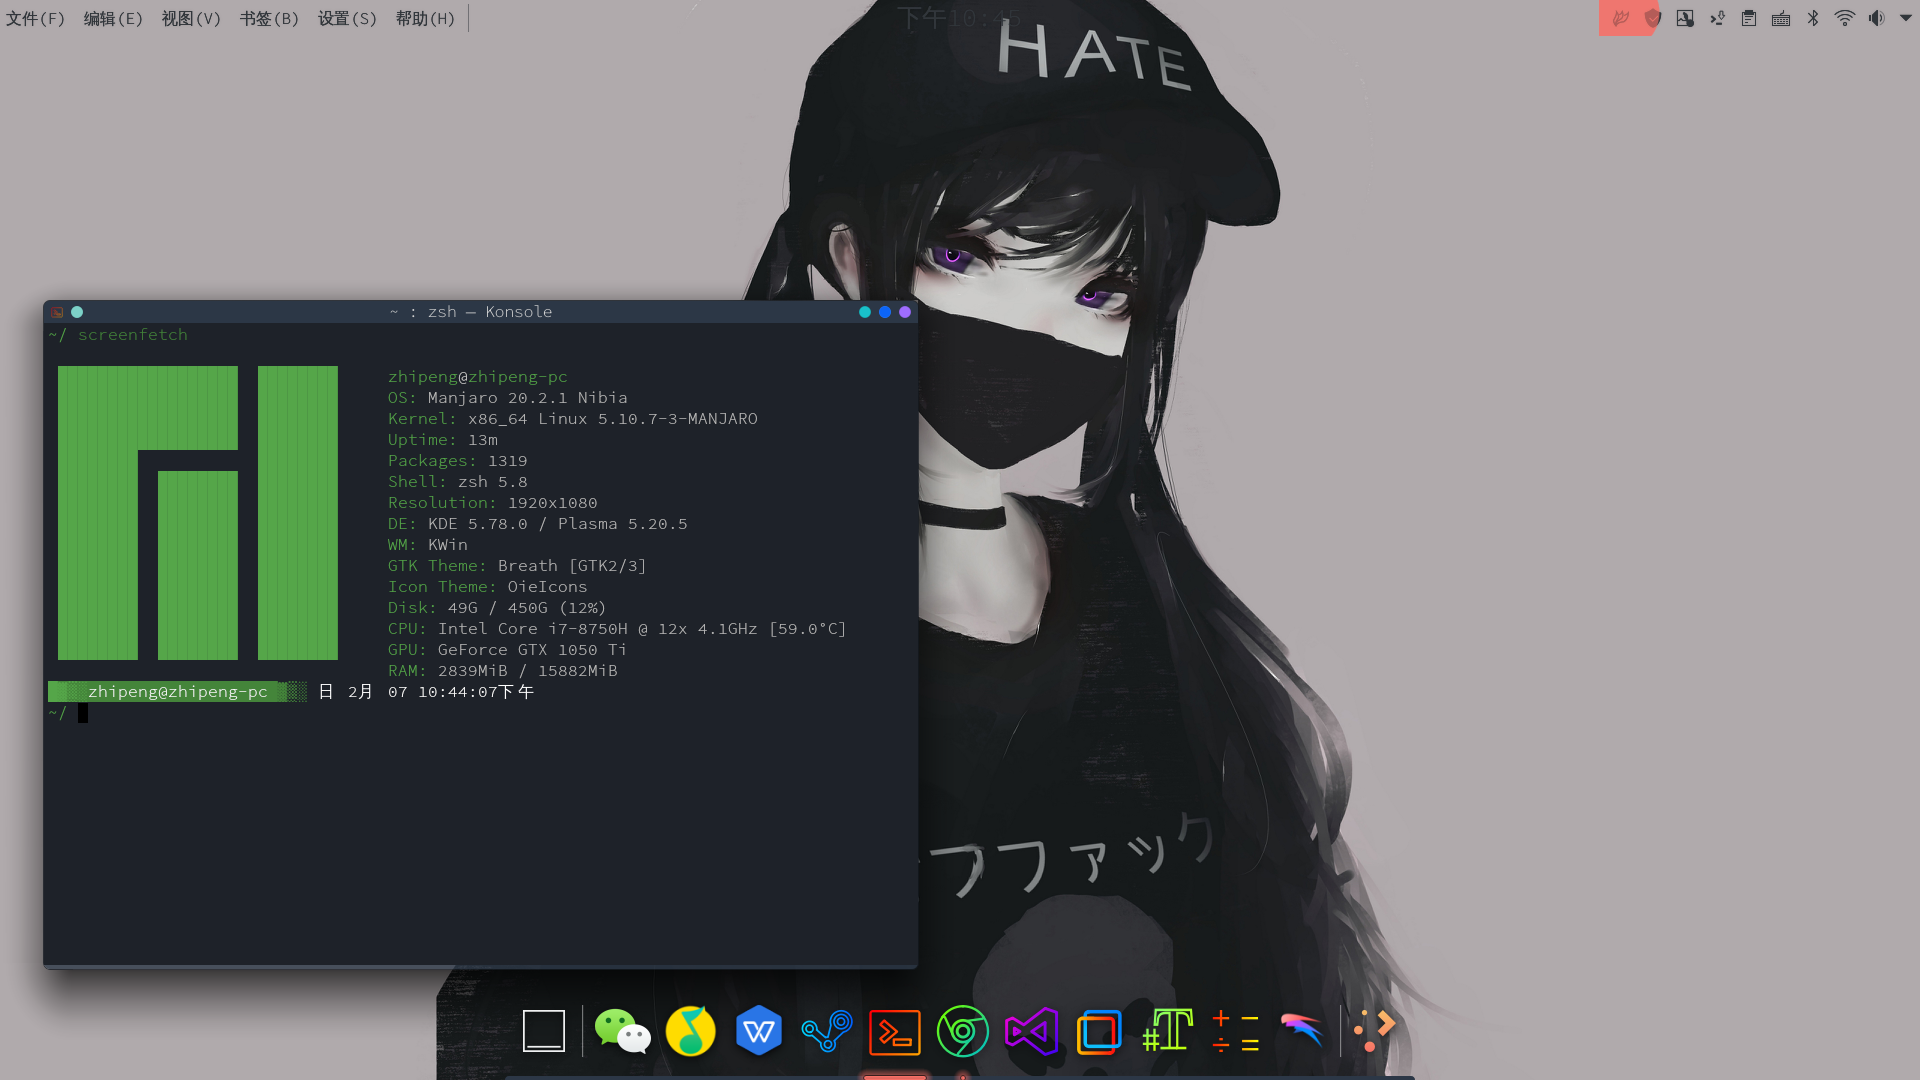 文件(F) 编辑(E) 视图(V) 书签(B) 设置(S) 帮助(H)
下午10:45
HATE
~ : zsh — Konsole
~/ screenfetch
zhipeng@zhipeng-pc
OS: Manjaro 20.2.1 Nibia
Kernel: x86_64 Linux 5.10.7-3-MANJARO
Uptime: 13m
Packages: 1319
Shell: zsh 5.8
Resolution: 1920x1080
DE: KDE 5.78.0 / Plasma 5.20.5
WM: KWin
GTK Theme: Breath [GTK2/3]
Icon Theme: OieIcons
Disk: 49G / 450G (12%)
CPU: Intel Core i7-8750H @ 12x 4.1GHz [59.0°C]
GPU: GeForce GTX 1050 Ti
RAM: 2839MiB / 15882MiB
zhipeng@zhipeng-pc 日 2月 07 10:44:07下午
~/
フファック